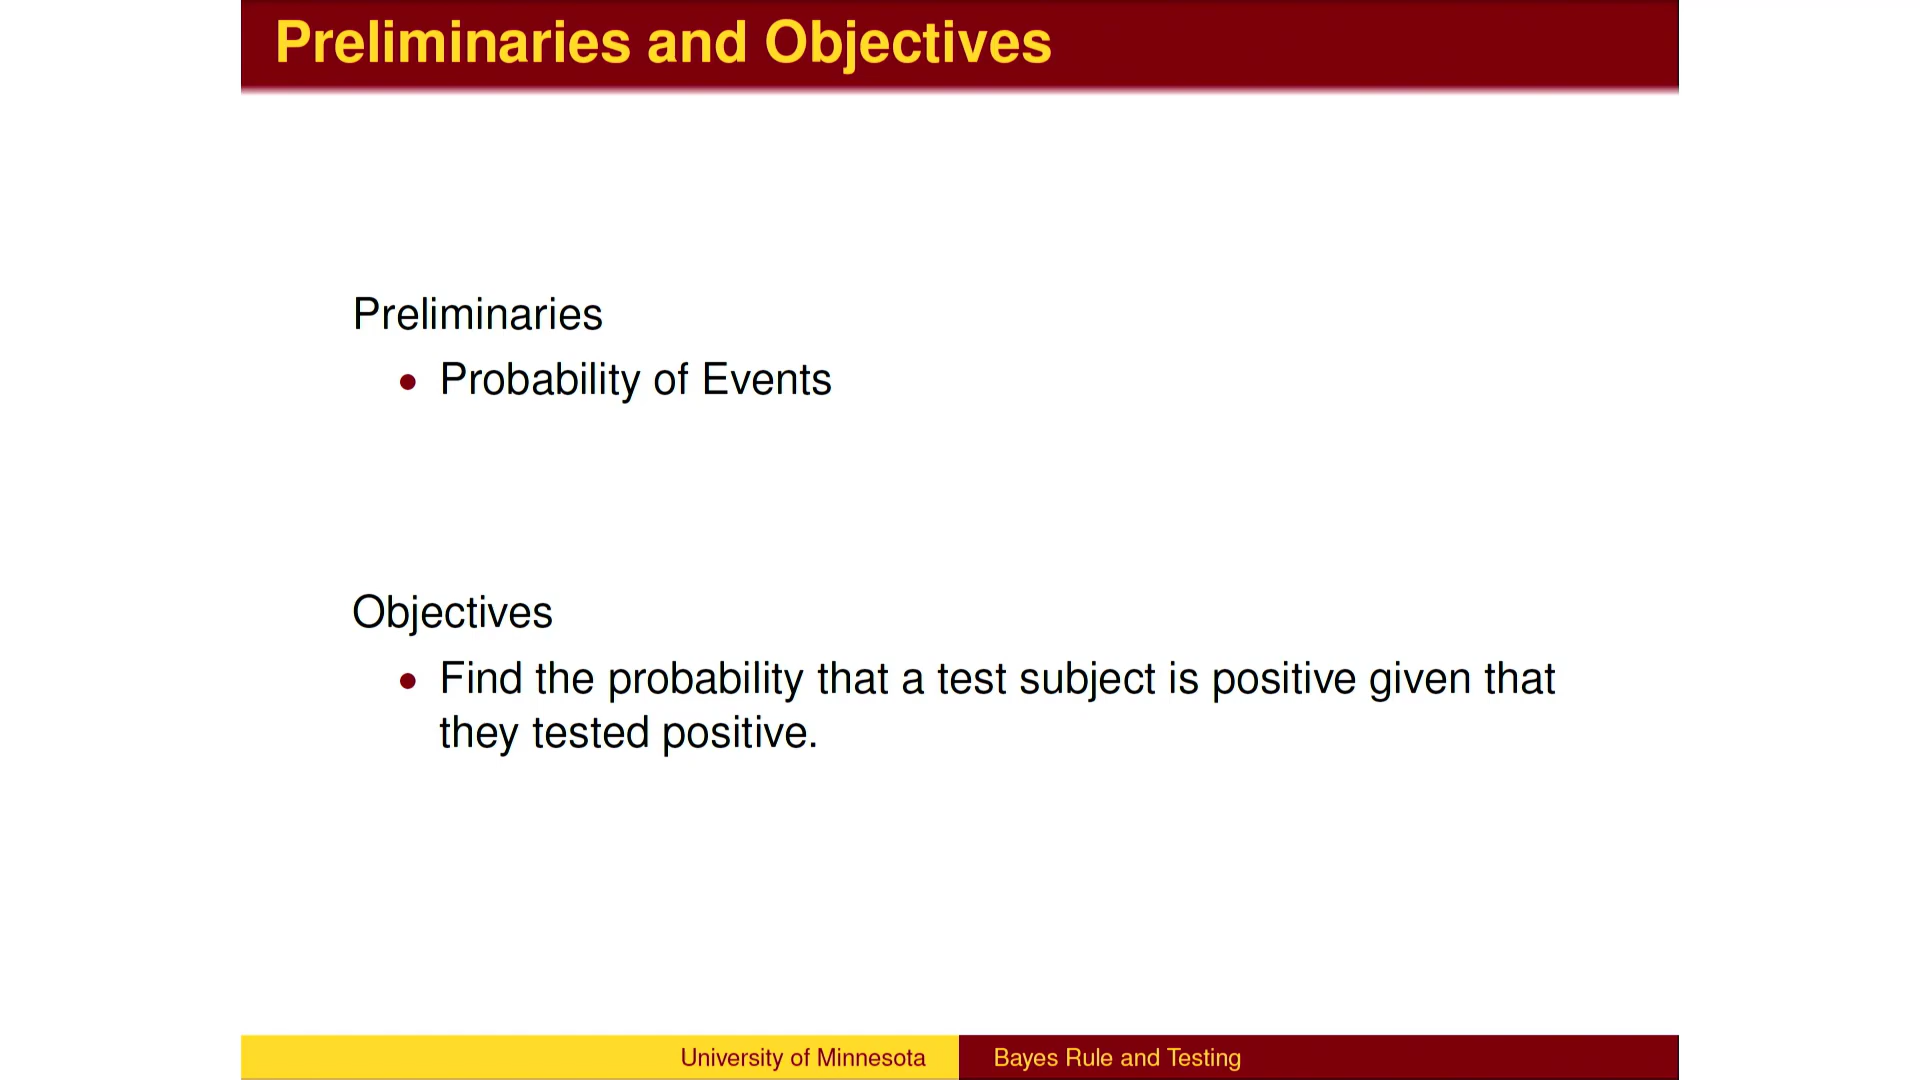 Preliminaries and Objectives
Preliminaries
• Probability of Events
Objectives
• Find the probability that a test subject is positive given that
they tested positive.
University of Minnesota
Bayes Rule and Testing